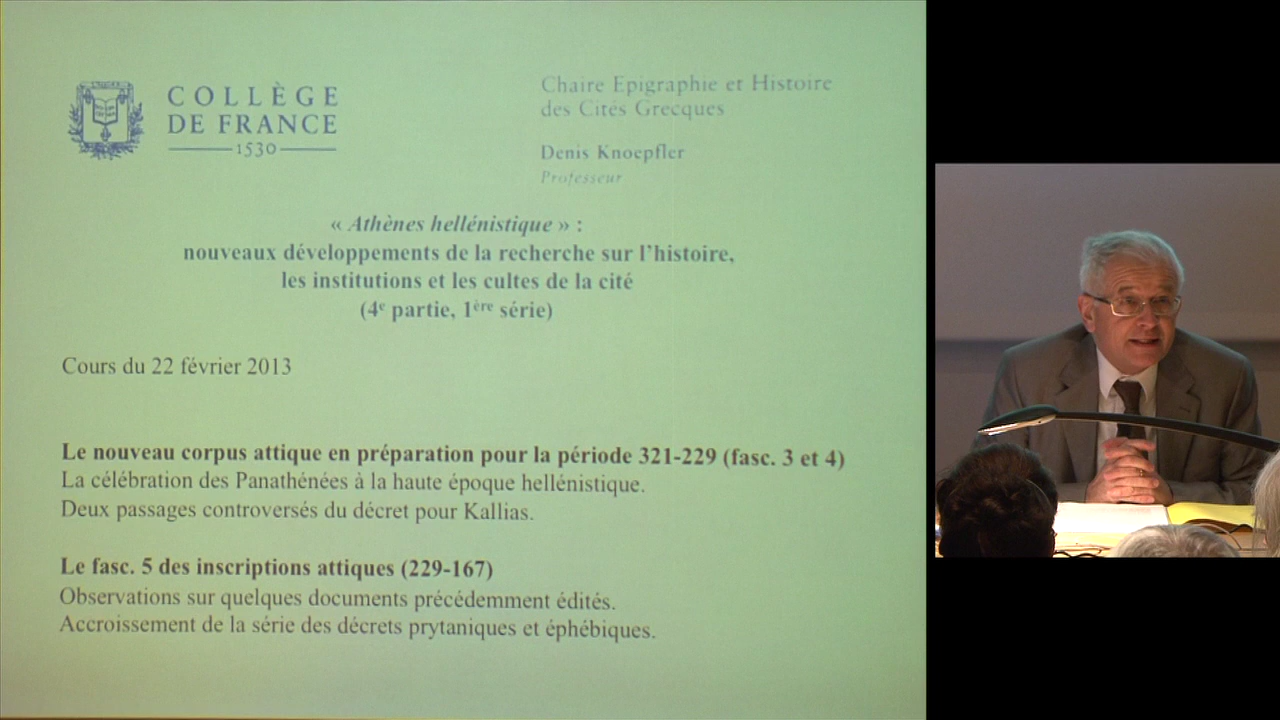 COLLÈGE
DE FRANCE
1530
Chaire Epigraphie et Histoire
des Cités Grecques
Denis Knoepfler
Professeur
« Athènes hellénistique » :
nouveaux développements de la recherche sur l'histoire,
les institutions et les cultes de la cité
(4e partie, 1ère série)
Cours du 22 février 2013
Le nouveau corpus attique en préparation pour la période 321-229 (fasc. 3 et 4)
La célébration des Panathénées à la haute époque hellénistique.
Deux passages controversés du décret pour Kallias.
Le fasc. 5 des inscriptions attiques (229-167)
Observations sur quelques documents précédemment édités.
Accroissement de la série des décrets prytaniques et éphébiques.